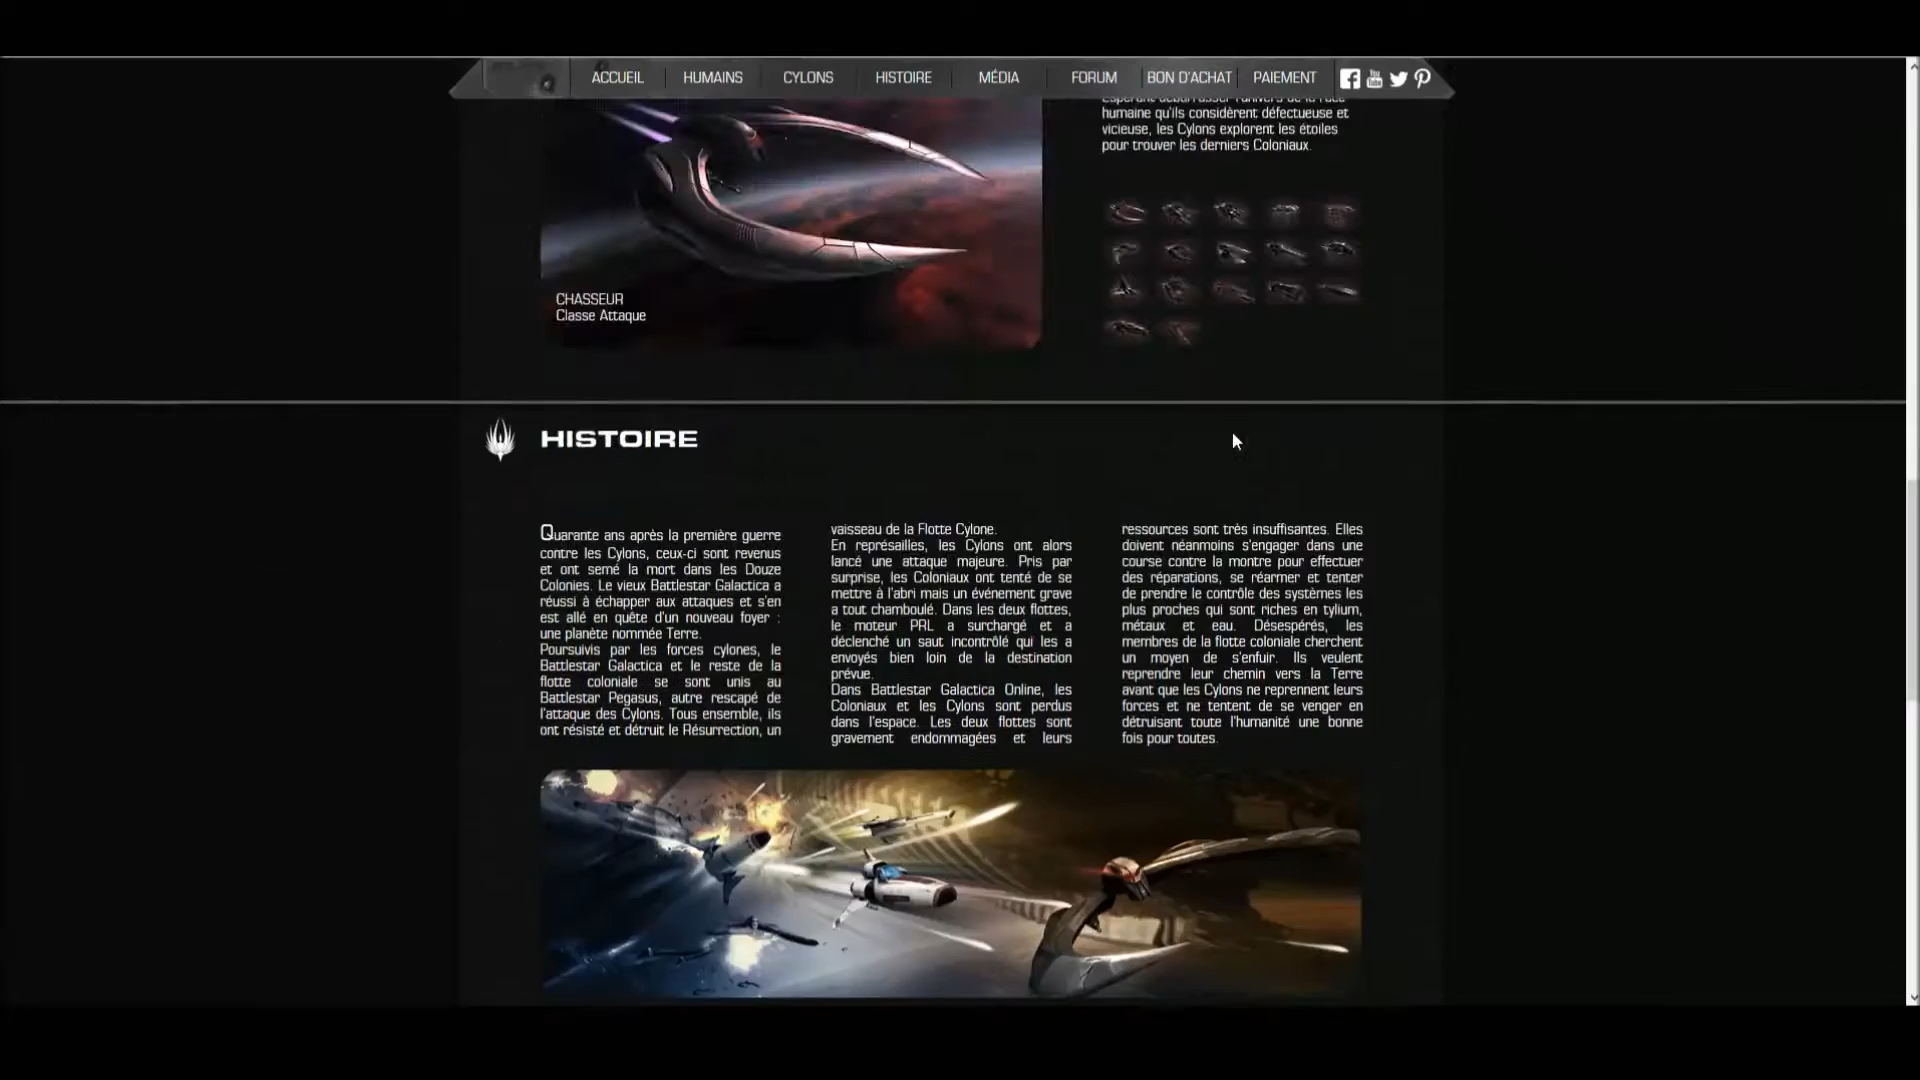 ACCUEIL HUMAINS CYLONS HISTOIRE MÉDIA FORUM BON D'ACHAT PAIEMENT
humaine qu'ils considèrent défectueuse et
vicieuse, les Cylons explorent les étoiles
pour trouver les derniers Coloniaux.
CHASSEUR
Classe Attaque
HISTOIRE
Quarante ans après la première guerre
contre les Cylons, ceux-ci sont revenus
et ont semé la mort dans les Douze
Colonies. Le vieux Battlestar Galactica a
réussi à échapper aux attaques et s'en
est allé en quête d'un nouveau foyer :
une planète nommée Terre.
Poursuivis par les forces cylones, le
Battlestar Galactica et le reste de la
flotte coloniale se sont unis au
Battlestar Pegasus, autre rescapé de
l'attaque des Cylons. Tous ensemble, ils
ont résisté et détruit le Résurrection, un
vaisseau de la Flotte Cylone.
En représailles, les Cylons ont alors
lancé une attaque majeure. Pris par
surprise, les Coloniaux ont tenté de se
mettre à l'abri mais un événement grave
a tout chamboulé. Dans les deux flottes,
le moteur PRL a surchargé et a
déclenché un saut incontrôlé qui les a
envoyés bien loin de la destination
prévue.
Dans Battlestar Galactica Online, les
Coloniaux et les Cylons sont perdus
dans l'espace. Les deux flottes sont
gravement endommagées et leurs
ressources sont très insuffisantes. Elles
doivent néanmoins s'engager dans une
course contre la montre pour effectuer
des réparations, se réarmer et tenter
de prendre le contrôle des systèmes les
plus proches qui sont riches en tylium,
métaux et eau. Désespérés, les
membres de la flotte coloniale cherchent
un moyen de s'enfuir. Ils veulent
reprendre leur chemin vers la Terre
avant que les Cylons ne reprennent leurs
forces et ne tentent de se venger en
détruisant toute l'humanité une bonne
fois pour toutes.